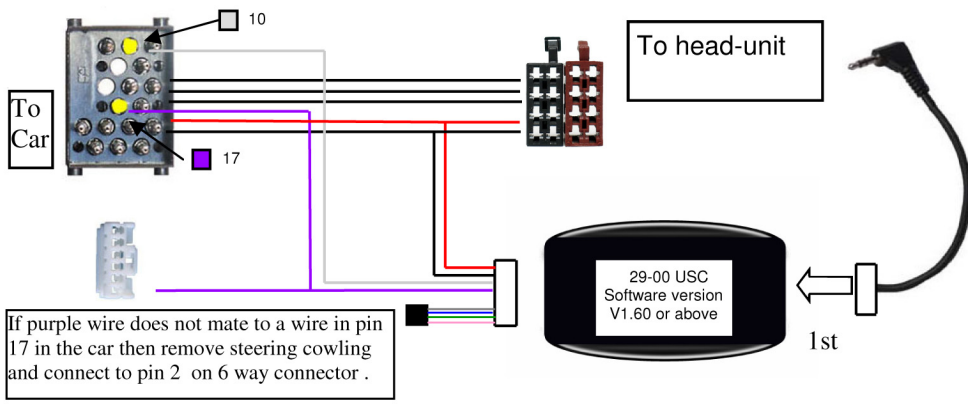 10
To head-unit
To
Car
17
29-00 USC
Software version
V1.60 or above
1st
If purple wire does not mate to a wire in pin
17 in the car then remove steering cowling
and connect to pin 2 on 6 way connector .